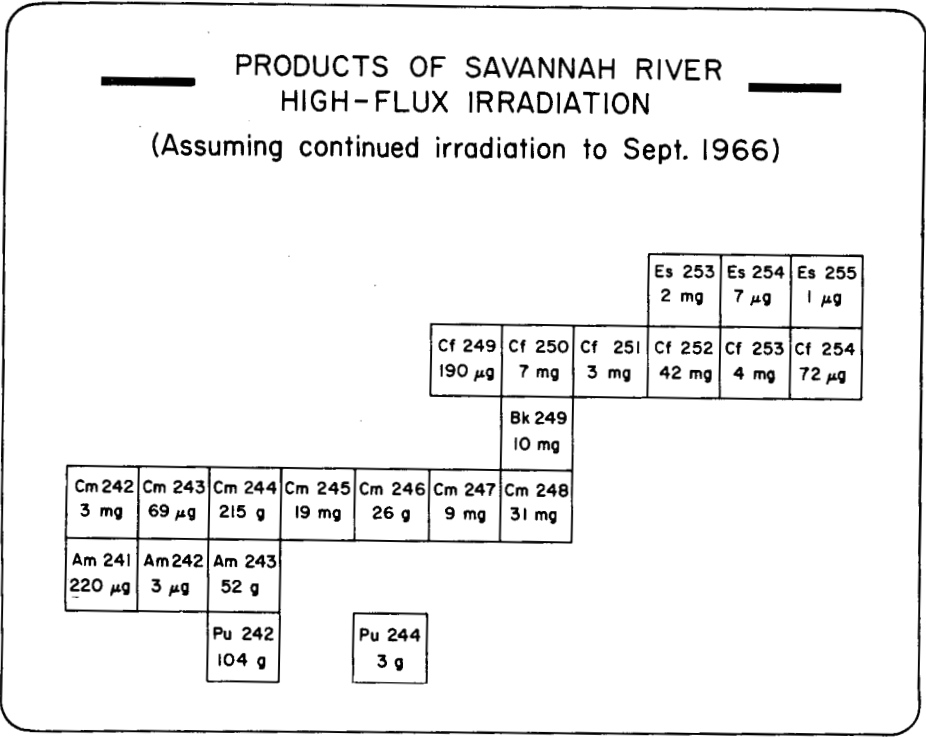 PRODUCTS OF SAVANNAH RIVER
HIGH-FLUX IRRADIATION
(Assuming continued irradiation to Sept. 1966)
Es 253 Es 254 Es 255
2 mg 7 μg 1 μg
Cf 249 Cf 250 Cf 251 Cf 252 Cf 253 Cf 254
190 μg 7 mg 3 mg 42 mg 4 mg 72 μg
Bk 249
10 mg
Cm 242 Cm 243 Cm 244 Cm 245 Cm 246 Cm 247 Cm 248
3 mg 69 μg 215 g 19 mg 26 g 9 mg 31 mg
Am 241 Am 242 Am 243
220 μg 3 μg 52 g
Pu 242 Pu 244
104 g 3 g